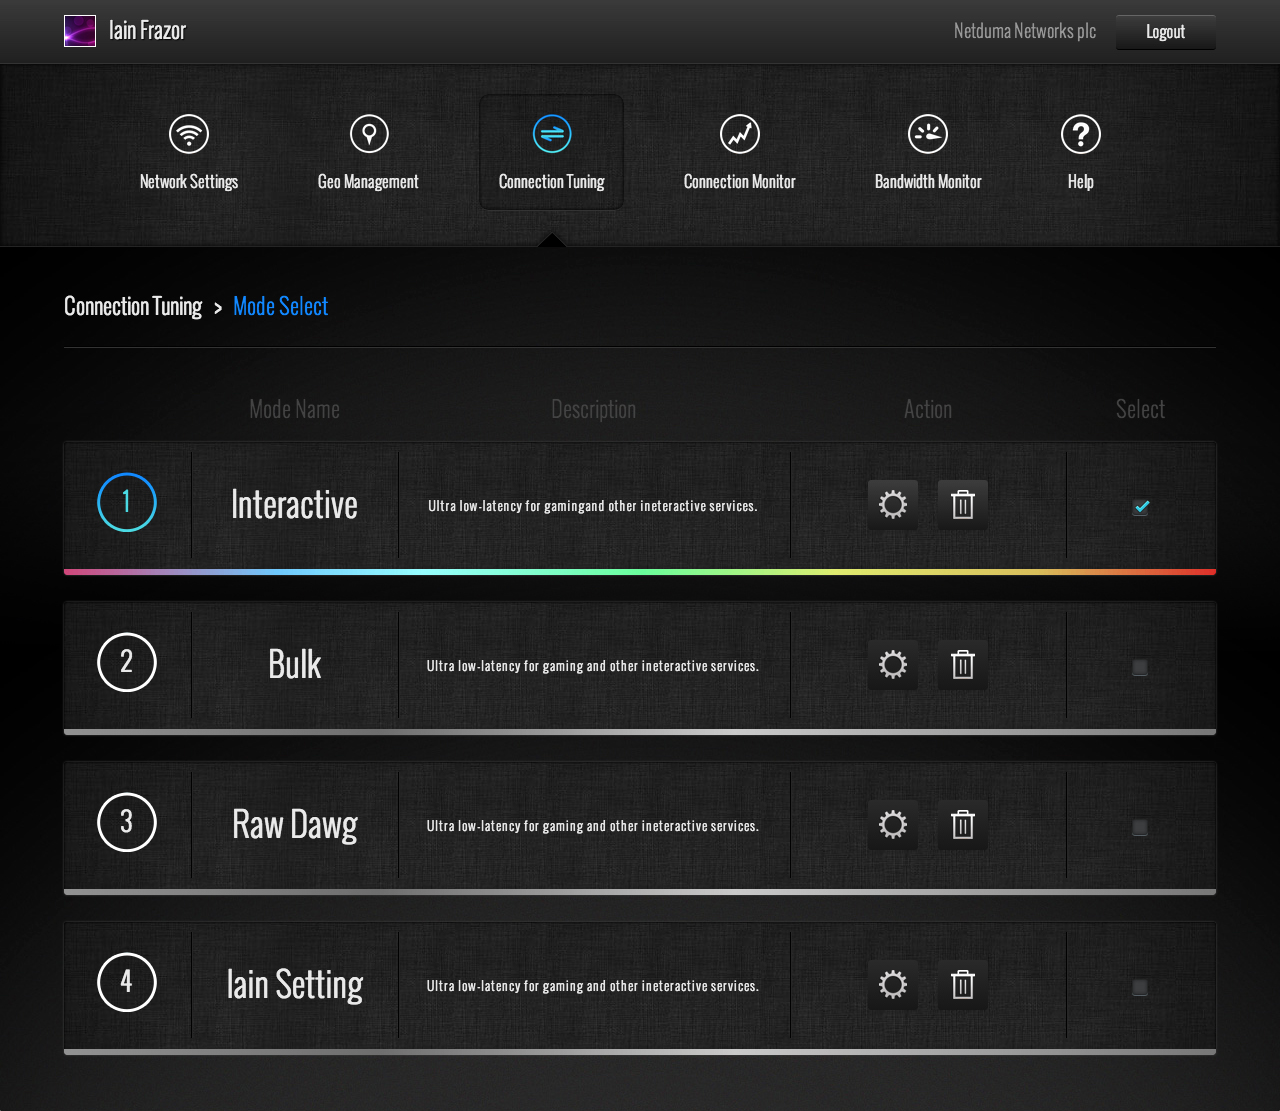 Iain Frazor
Netduma Networks plc
Logout
Network Settings
Geo Management
Connection Tuning
Connection Monitor
Bandwidth Monitor
Help
Connection Tuning > Mode Select
Mode Name Description Action Select
1 Interactive Ultra low-latency for gamingand other ineteractive services.
2 Bulk Ultra low-latency for gaming and other ineteractive services.
3 Raw Dawg Ultra low-latency for gaming and other ineteractive services.
4 Iain Setting Ultra low-latency for gaming and other ineteractive services.